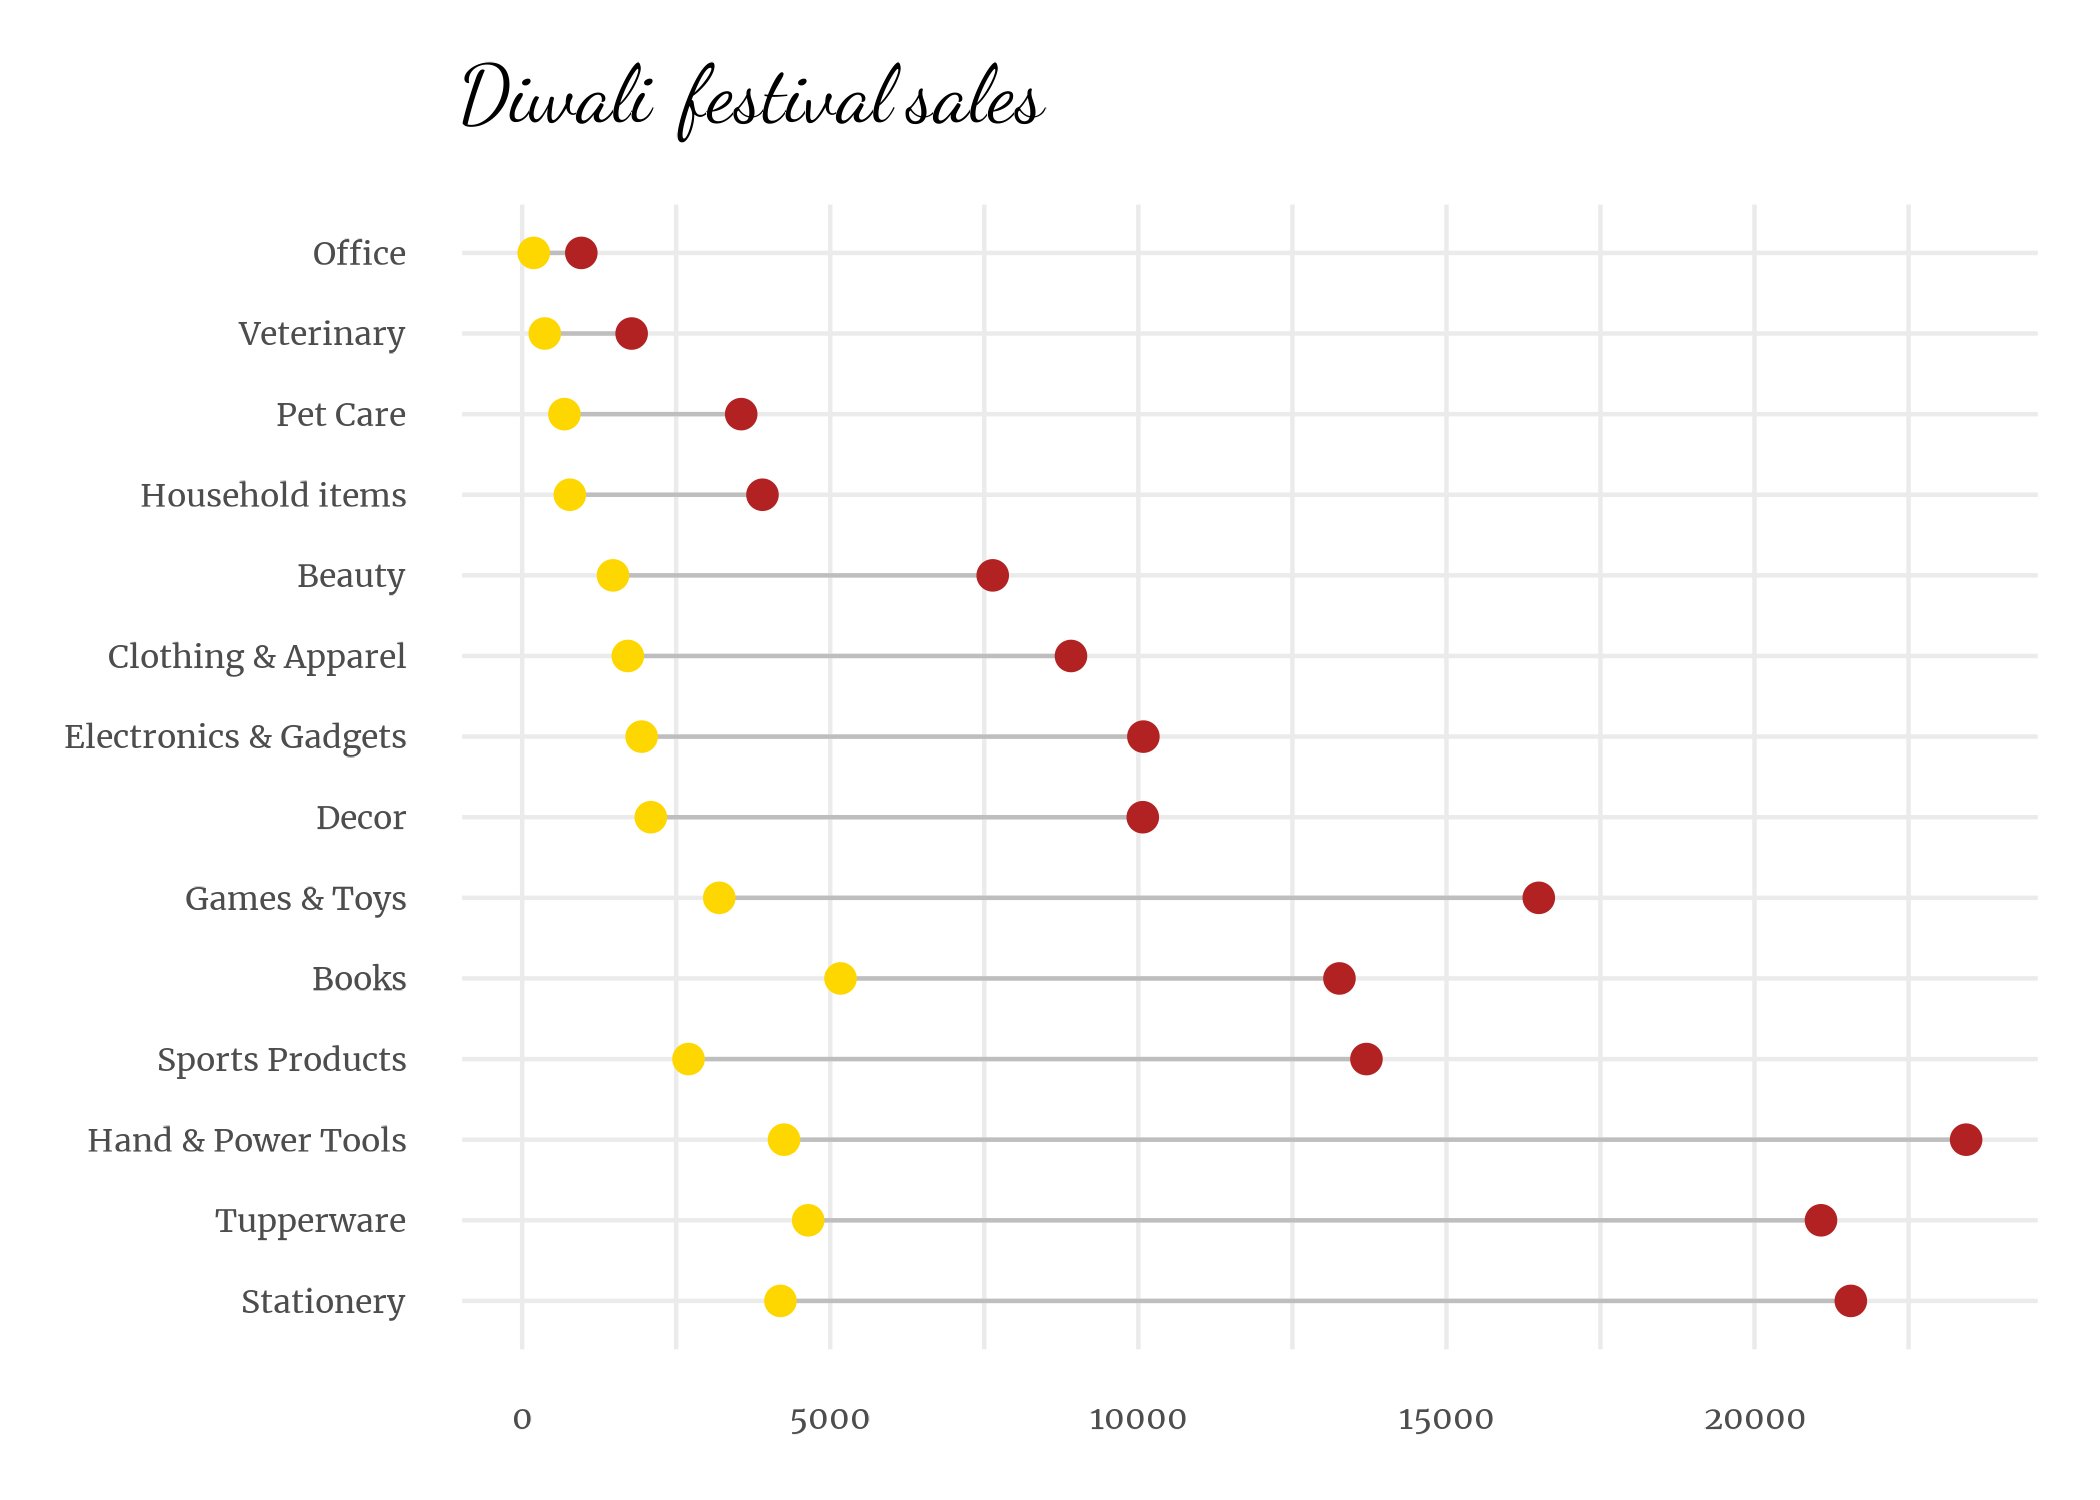 Diwali festival sales
Office
Veterinary
Pet Care
Household items
Beauty
Clothing & Apparel
Electronics & Gadgets
Decor
Games & Toys
Books
Sports Products
Hand & Power Tools
Tupperware
Stationery
0 5000 10000 15000 20000